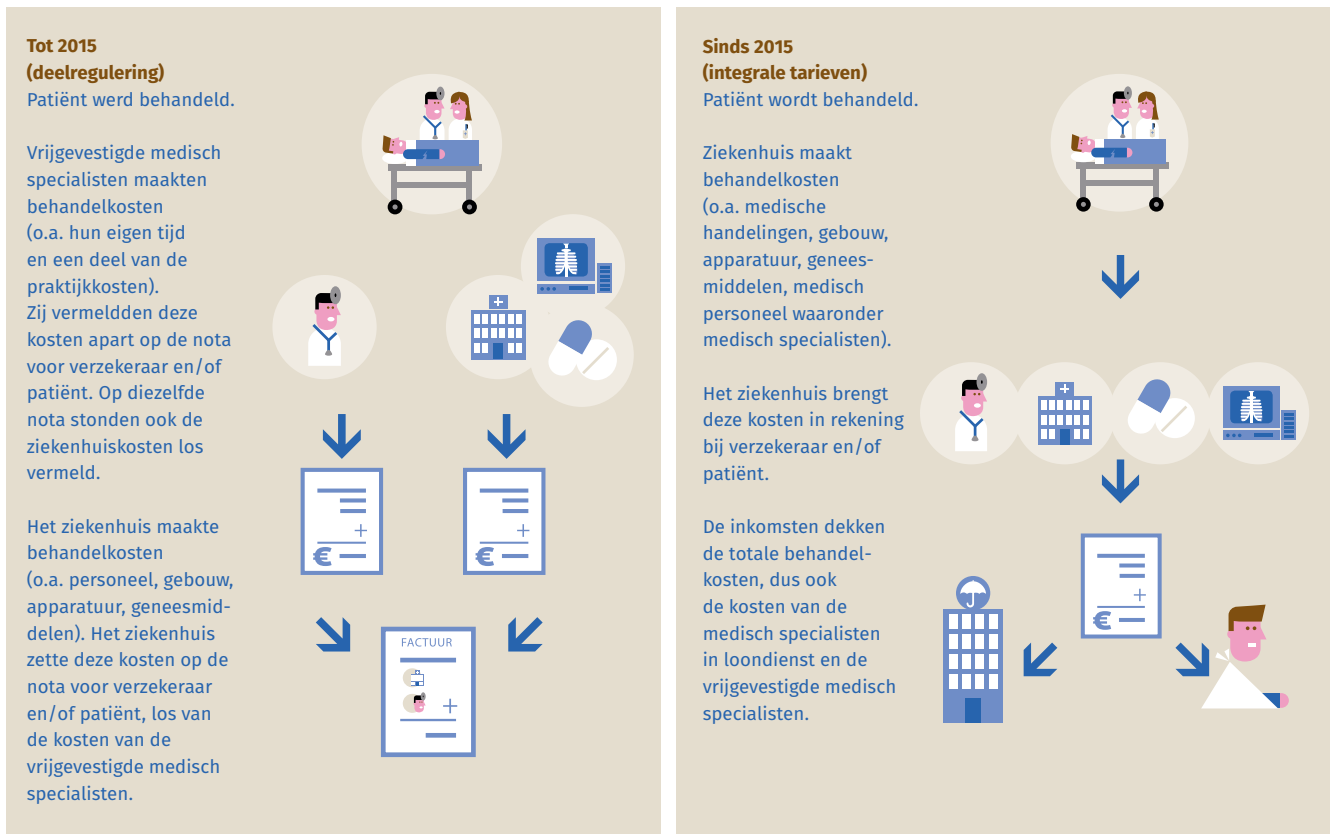 Tot 2015
(deelregulering)
Patiënt werd behandeld.
Vrijgevestigde medisch
specialisten maakten
behandelkosten
(o.a. hun eigen tijd
en een deel van de
praktijkkosten).
Zij vermeldden deze
kosten apart op de nota
voor verzekeraar en/of
patiënt. Op diezelfde
nota stonden ook de
ziekenhuiskosten los
vermeld.
Het ziekenhuis maakte
behandelkosten
(o.a. personeel, gebouw,
apparatuur, geneesmid-
delen). Het ziekenhuis
zette deze kosten op de
nota voor verzekeraar
en/of patiënt, los van
de kosten van de
vrijgevestigde medisch
specialisten.
+
€
+
€
FACTUUR
+
Sinds 2015
(integrale tarieven)
Patiënt wordt behandeld.
Ziekenhuis maakt
behandelkosten
(o.a. medische
handelingen, gebouw,
apparatuur, genees-
middelen, medisch
personeel waaronder
medisch specialisten).
Het ziekenhuis brengt
deze kosten in rekening
bij verzekeraar en/of
patiënt.
De inkomsten dekken
de totale behandel-
kosten, dus ook
de kosten van de
medisch specialisten
in loondienst en de
vrijgevestigde medisch
specialisten.
+
€